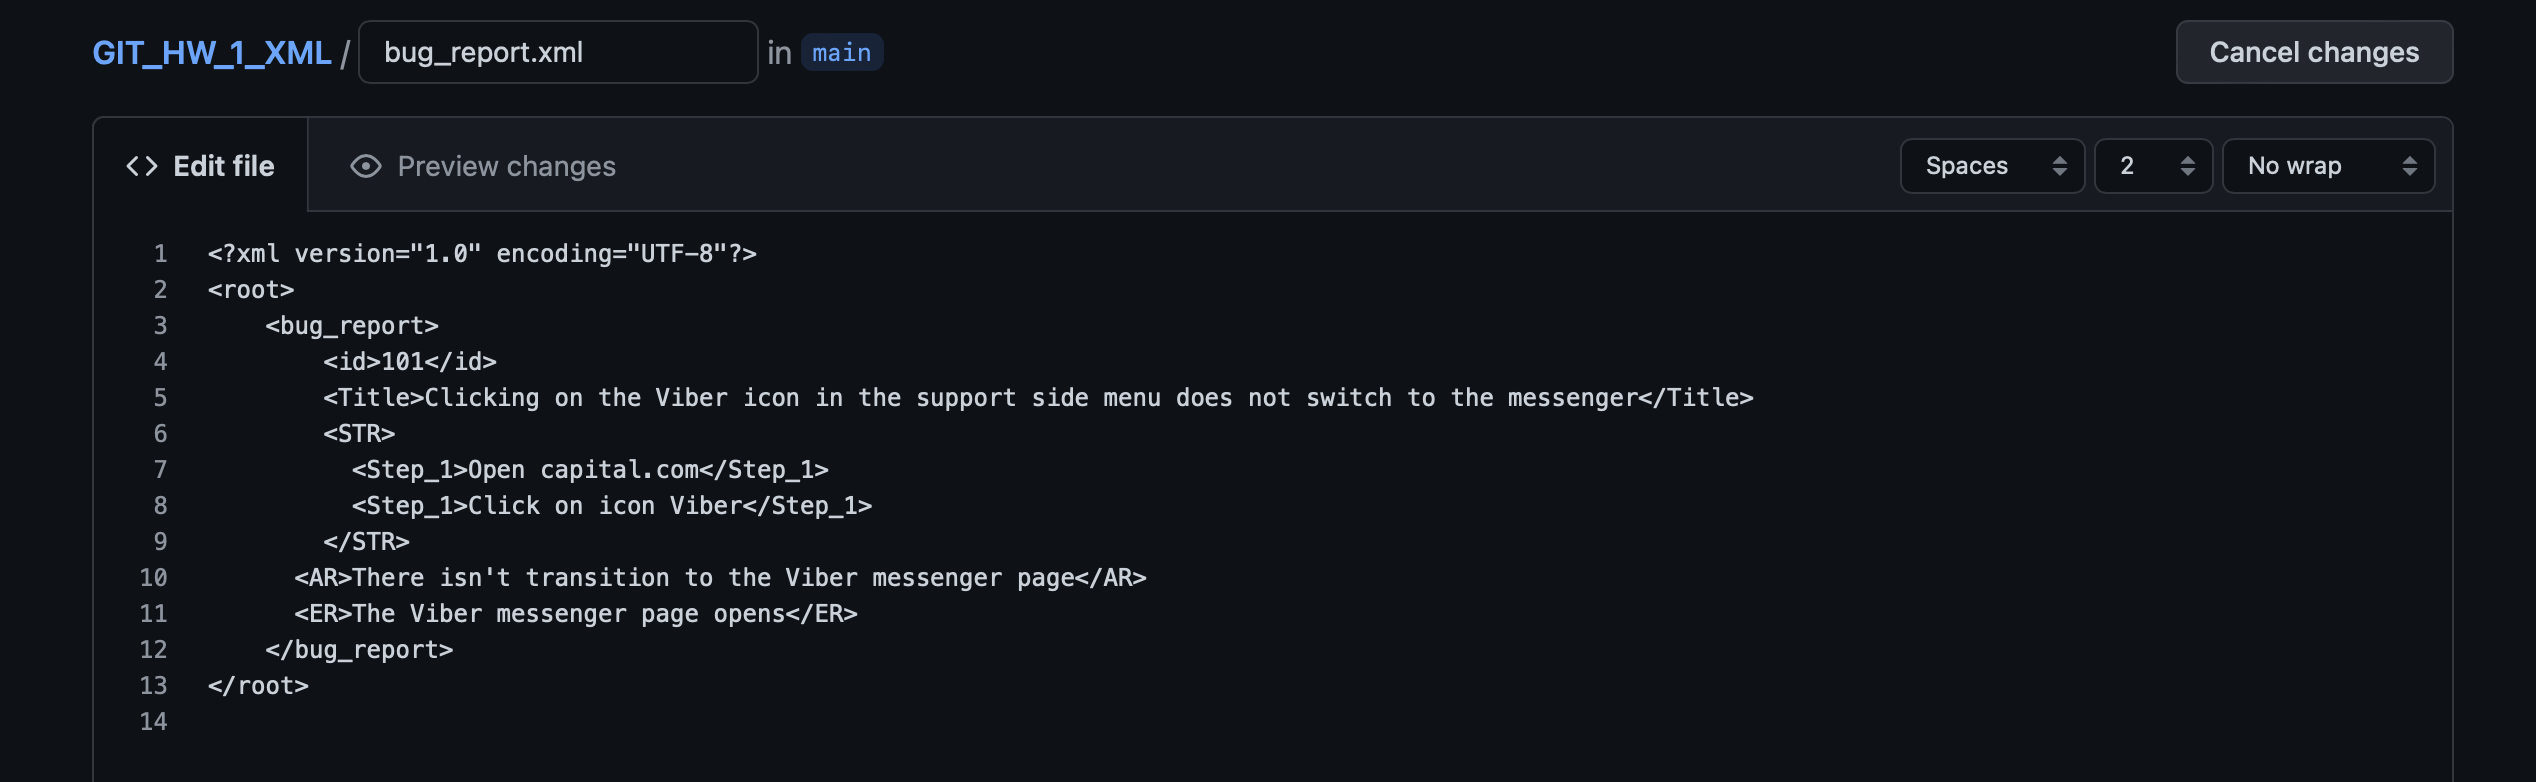 GIT_HW_1_XML / bug_report.xml in main Cancel changes
Edit file Preview changes Spaces 2 No wrap
1 <?xml version="1.0" encoding="UTF-8"?>
2 <root>
3     <bug_report>
4         <id>101</id>
5         <Title>Clicking on the Viber icon in the support side menu does not switch to the messenger</Title>
6         <STR>
7           <Step_1>Open capital.com</Step_1>
8           <Step_1>Click on icon Viber</Step_1>
9         </STR>
10       <AR>There isn't transition to the Viber messenger page</AR>
11       <ER>The Viber messenger page opens</ER>
12     </bug_report>
13 </root>
14